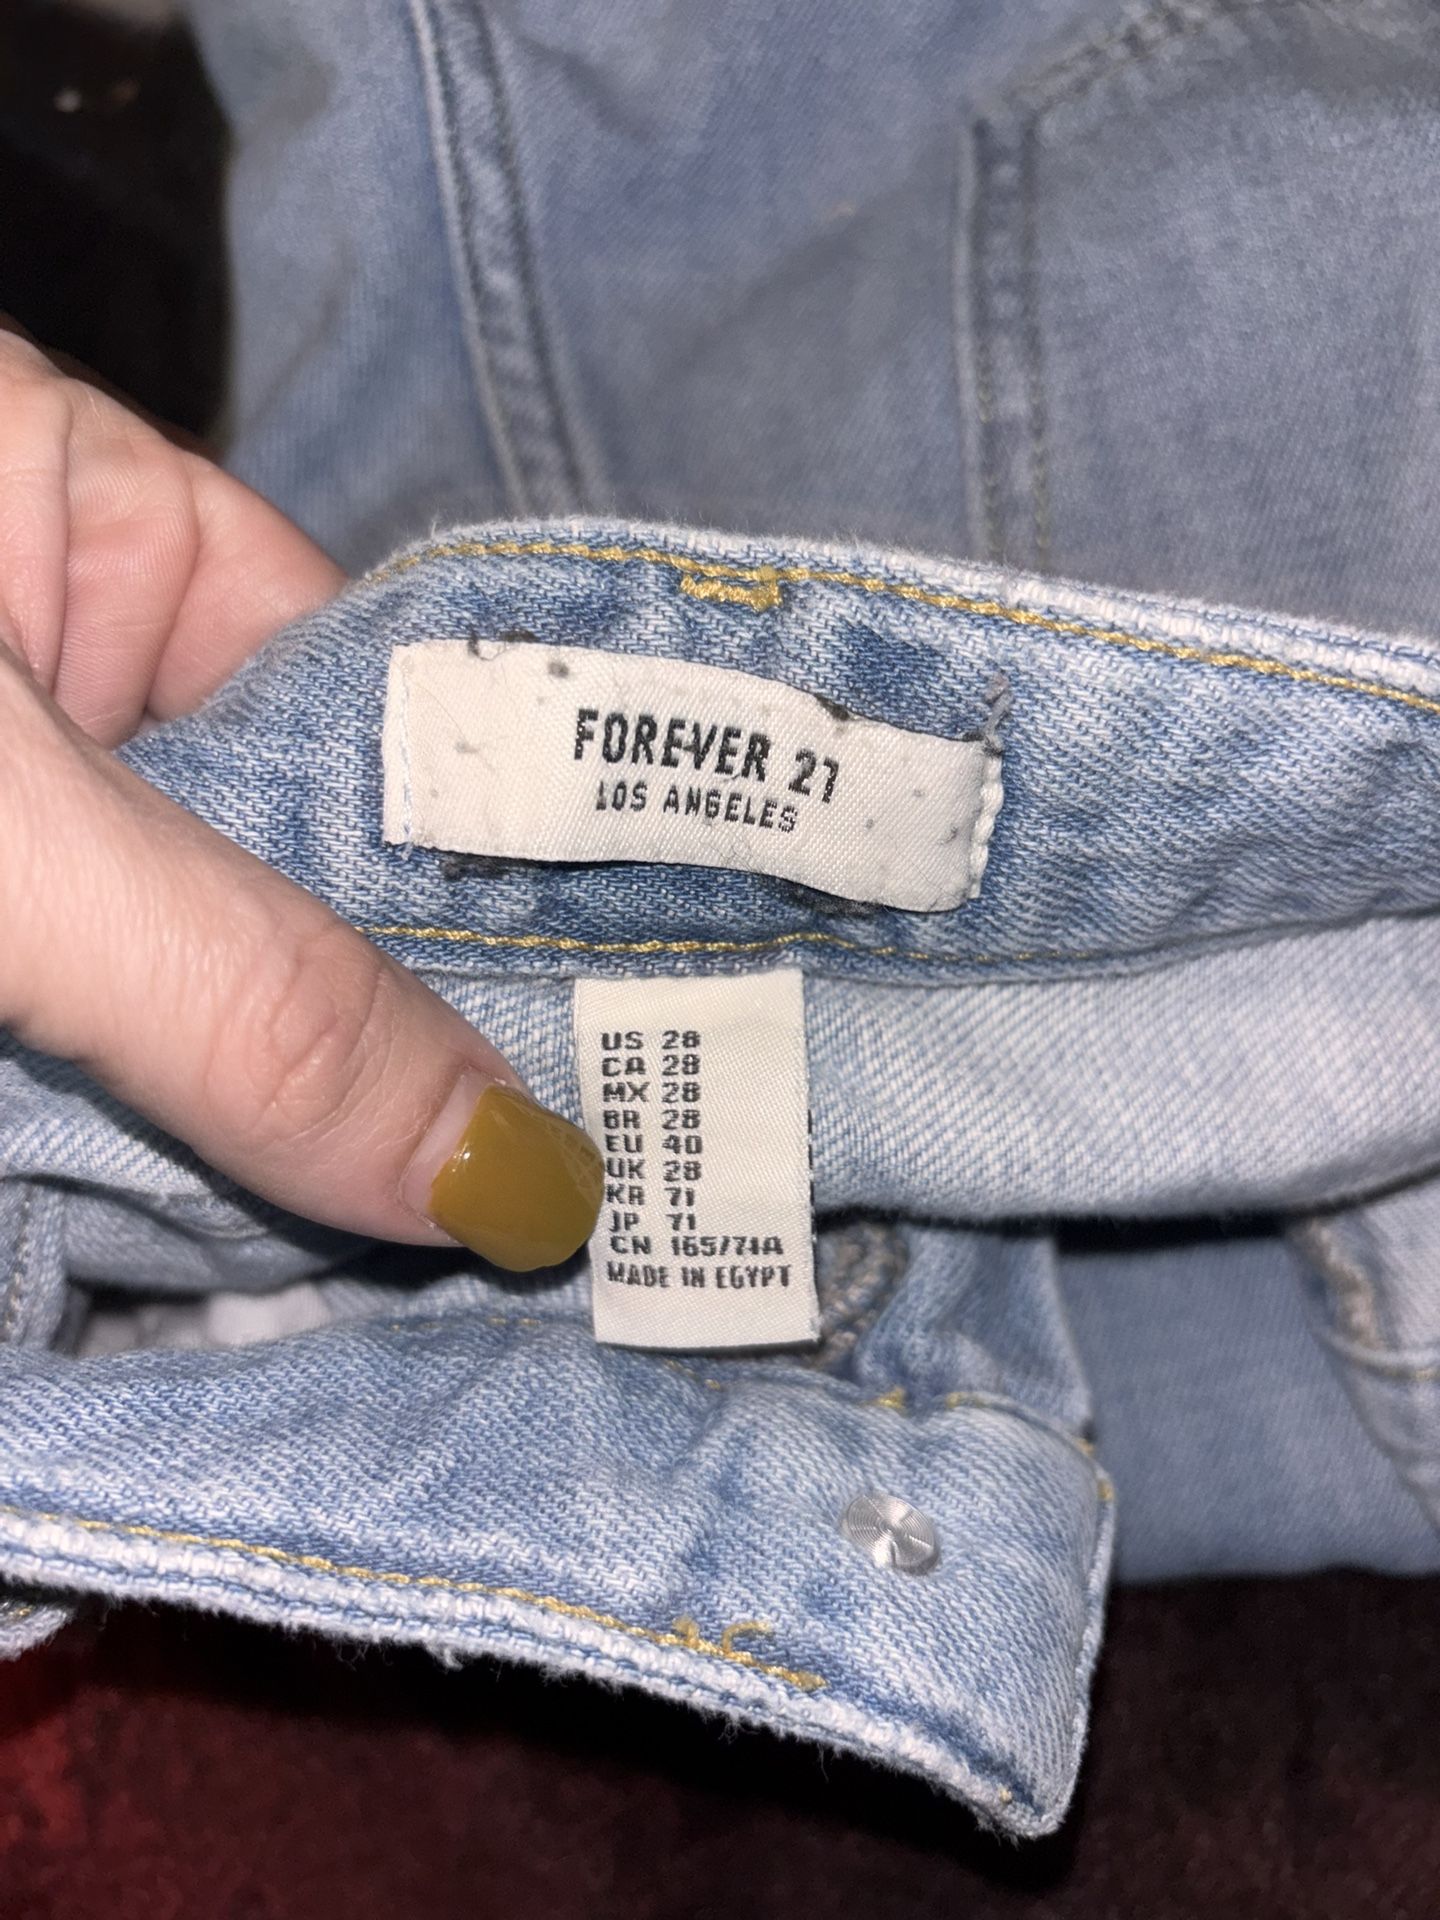 FOREVER 21
LOS ANGELES
US 28
CA 28
MX 28
BR 28
EU 40
UK 28
KR 71
JP 71
CN 165/71A
MADE IN EGYPT